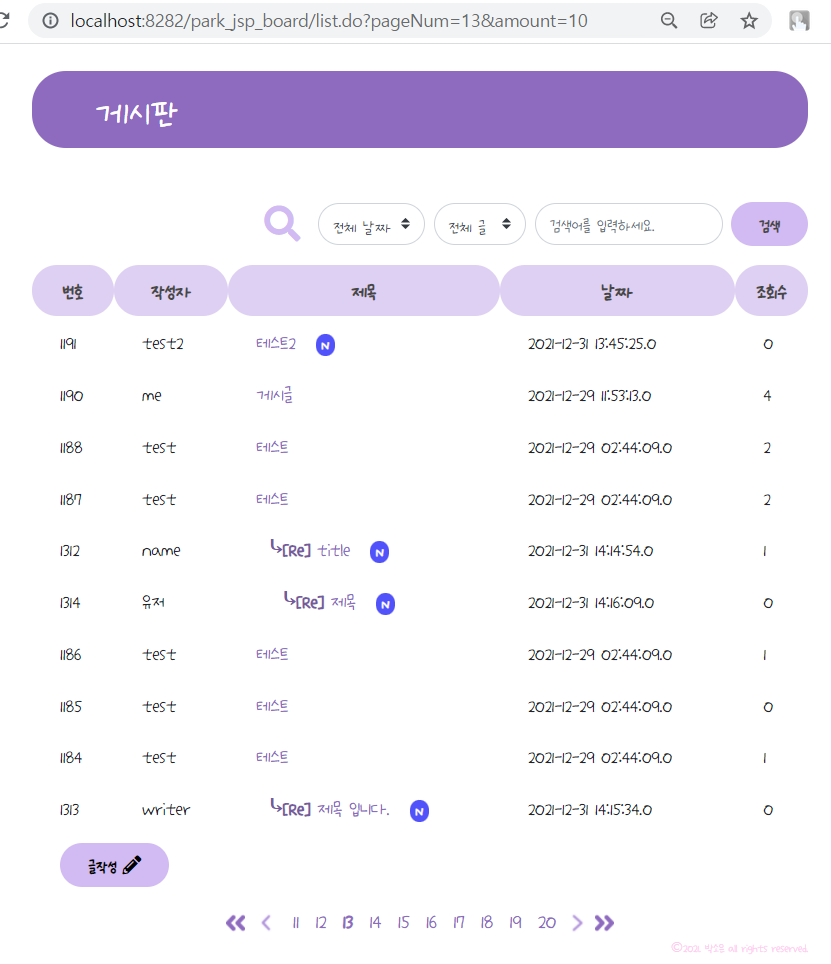 localhost:8282/park_jsp_board/list.do?pageNum=13&amount=10
게시판
전체 날짜 전체 글 검색어를 입력하세요. 검색
번호 작성자 제목 날짜 조회수
1191 test2 테스트2 N 2021-12-31 13:45:25.0 0
1190 me 게시글 2021-12-29 11:53:13.0 4
1188 test 테스트 2021-12-29 02:44:09.0 2
1187 test 테스트 2021-12-29 02:44:09.0 2
1312 name [Re] title N 2021-12-31 14:14:54.0 1
1314 유저 [Re] 제목 N 2021-12-31 14:16:09.0 0
1186 test 테스트 2021-12-29 02:44:09.0 1
1185 test 테스트 2021-12-29 02:44:09.0 0
1184 test 테스트 2021-12-29 02:44:09.0 1
1313 writer [Re] 제목 입니다. N 2021-12-31 14:15:34.0 0
글작성
11 12 13 14 15 16 17 18 19 20
©2021. all rights reserved.